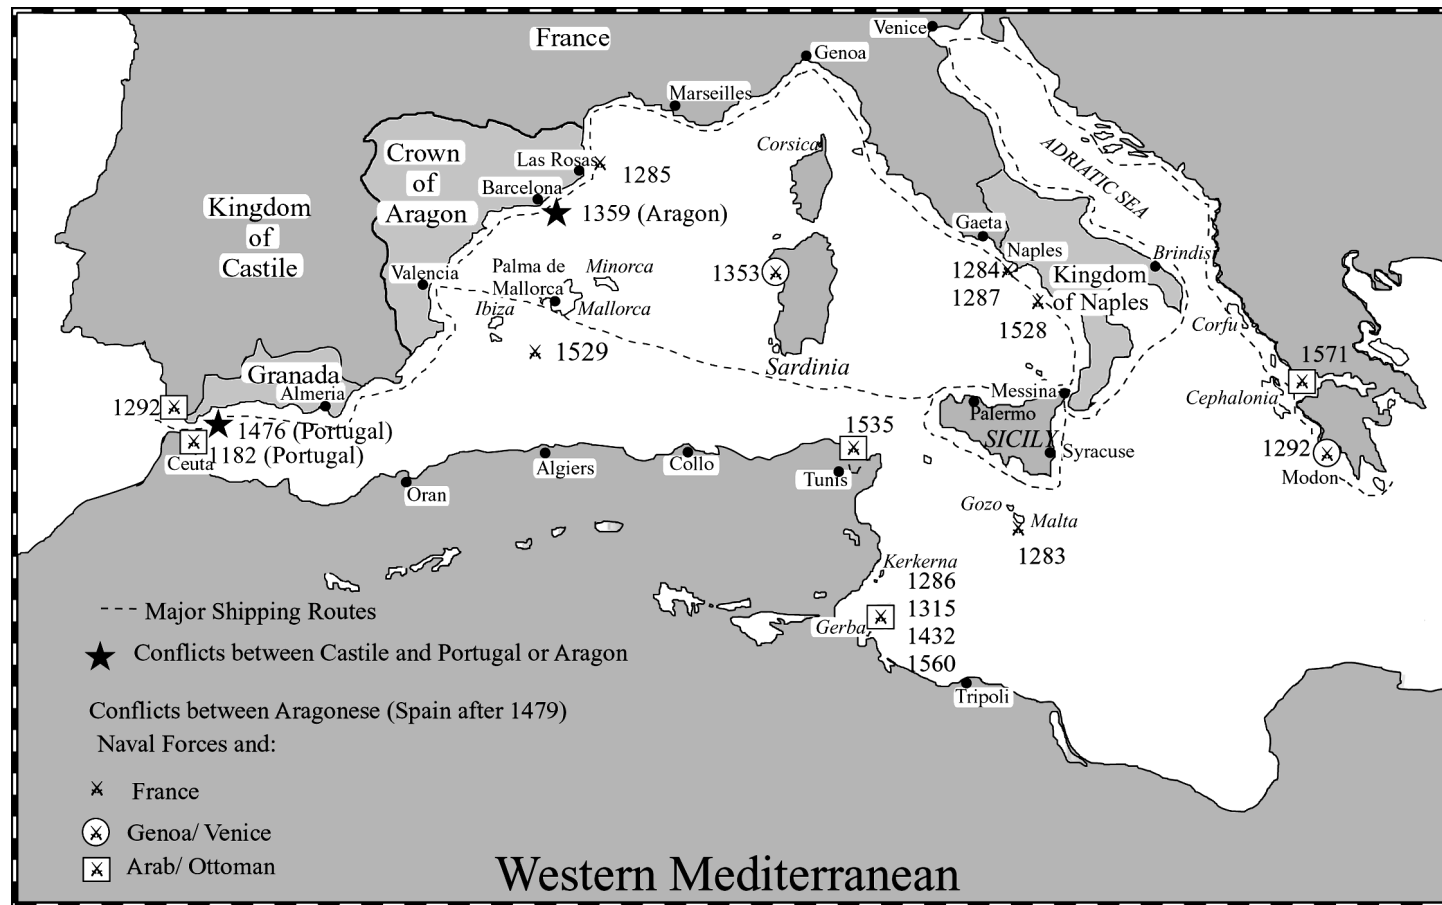 France
Venice
Genoa
Marseilles
Corsica
ADRIATIC SEA
Crown
of
Aragon
Las Rosas
1285
Barcelona
1359 (Aragon)
Kingdom
of
Castile
Gaeta
Naples
1284
1287
Kingdom
of Naples
Brindisi
1528
Valencia
Palma de
Mallorca
Minorca
Mallorca
Ibiza
1353
Sardinia
1529
Corfu
1571
Cephalonia
Granada
Almeria
1292
1476 (Portugal)
1182 (Portugal)
Ceuta
Messina
Palermo
SICILY
Syracuse
1535
1292
Modon
Oran
Algiers
Collo
Tunis
Gozo
Malta
1283
Kerkerna
1286
1315
1432
1560
Gerba
Tripoli
Major Shipping Routes
Conflicts between Castile and Portugal or Aragon
Conflicts between Aragonese (Spain after 1479)
Naval Forces and:
France
Genoa/ Venice
Arab/ Ottoman
Western Mediterranean